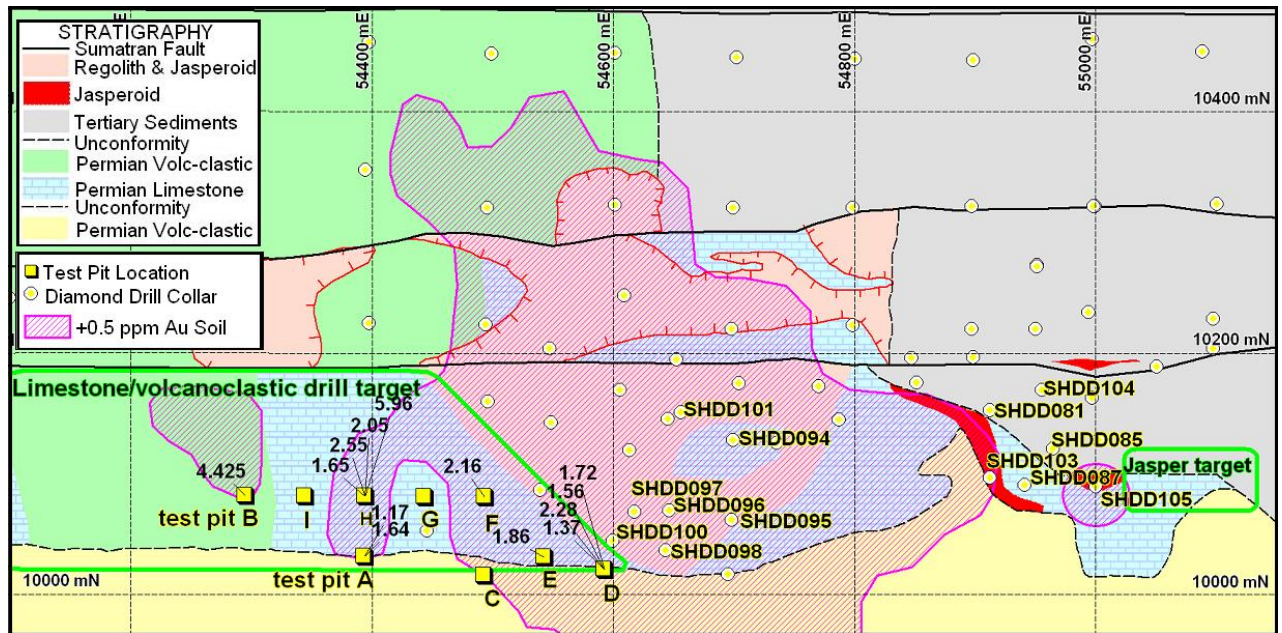 STRATIGRAPHY
Sumatran Fault
Regolith & Jasperoid
Jasperoid
Tertiary Sediments
Unconformity
Permian Volc-clastic
Permian Limestone
Unconformity
Permian Volc-clastic
Test Pit Location
Diamond Drill Collar
+0.5 ppm Au Soil
54400 mE
54600 mE
54800 mE
55000 mE
10400 mN
10200 mN
Limestone/volcanoclastic drill target
5.96
2.05
2.55
1.65
4.425
test pit B
I
H
G
F
2.16
1.17
1.64
test pit A
1.86
E
C
1.72
1.56
2.28
1.37
D
SHDD101
SHDD094
SHDD097
SHDD096
SHDD095
SHDD100
SHDD098
SHDD104
SHDD081
SHDD085
SHDD103
SHDD087
Jasper target
SHDD105
10000 mN
10000 mN